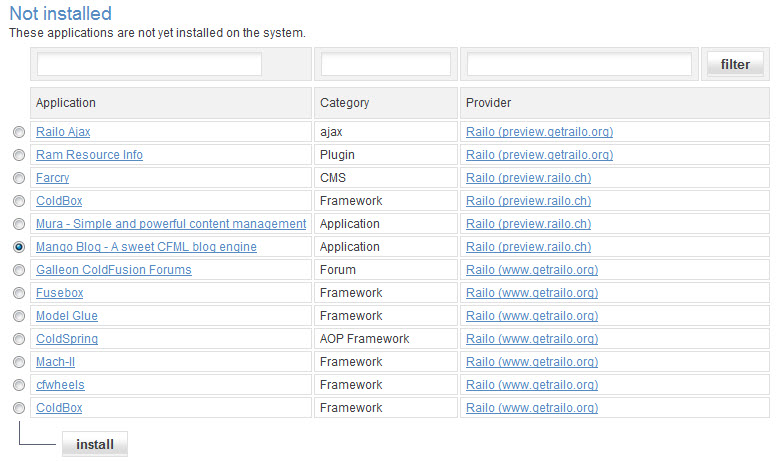 Not installed
These applications are not yet installed on the system.
filter
Application Category Provider
Railo Ajax ajax Railo (preview.getrailo.org)
Ram Resource Info Plugin Railo (preview.getrailo.org)
Farcry CMS Railo (preview.railo.ch)
ColdBox Framework Railo (preview.railo.ch)
Mura - Simple and powerful content management Application Railo (preview.railo.ch)
Mango Blog - A sweet CFML blog engine Application Railo (preview.railo.ch)
Galleon ColdFusion Forums Forum Railo (www.getrailo.org)
Fusebox Framework Railo (www.getrailo.org)
Model Glue Framework Railo (www.getrailo.org)
ColdSpring AOP Framework Railo (www.getrailo.org)
Mach-II Framework Railo (www.getrailo.org)
cfwheels Framework Railo (www.getrailo.org)
ColdBox Framework Railo (www.getrailo.org)
install